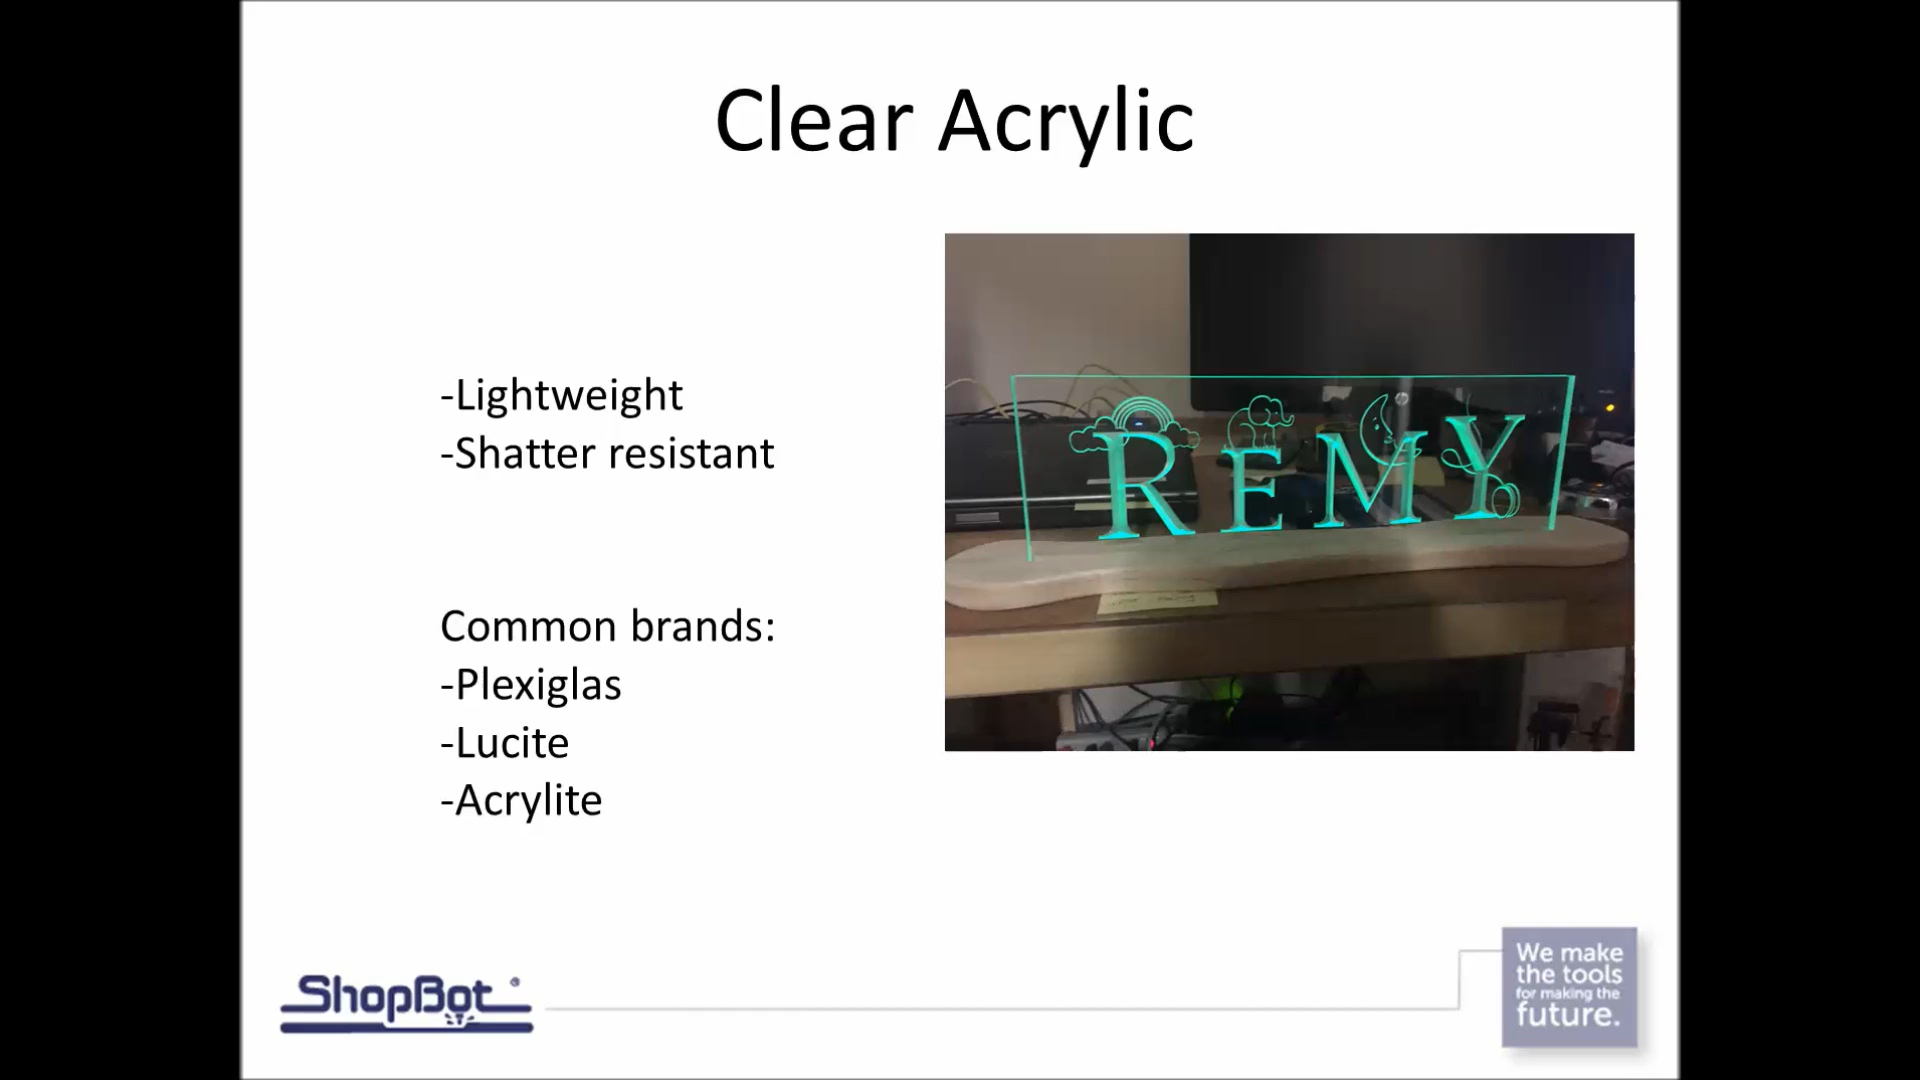 Clear Acrylic
-Lightweight
-Shatter resistant
Common brands:
-Plexiglas
-Lucite
-Acrylite
REMY
ShopBot
We make
the tools
for making the
future.